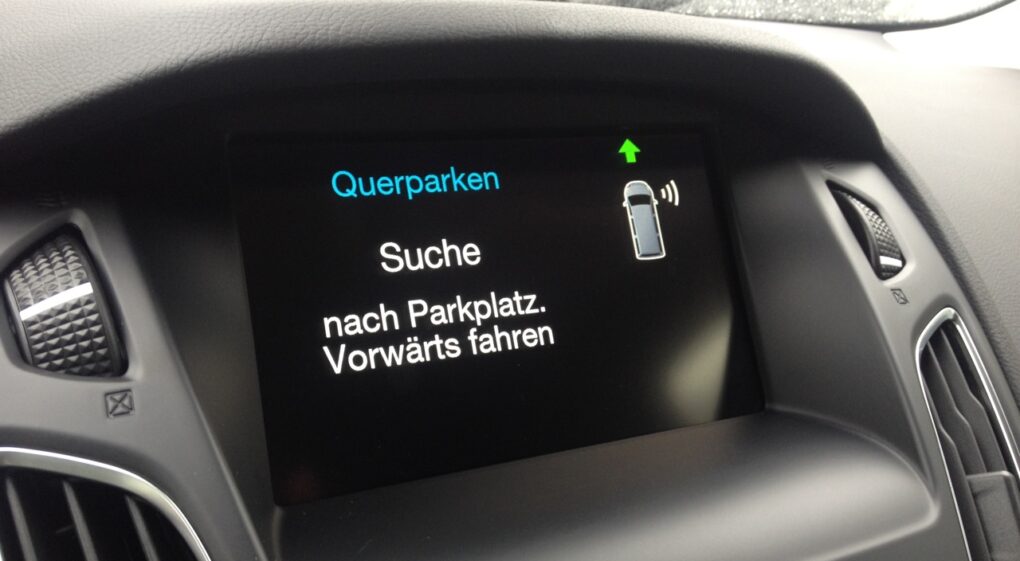 Querparken
Suche
nach Parkplatz.
Vorwärts fahren